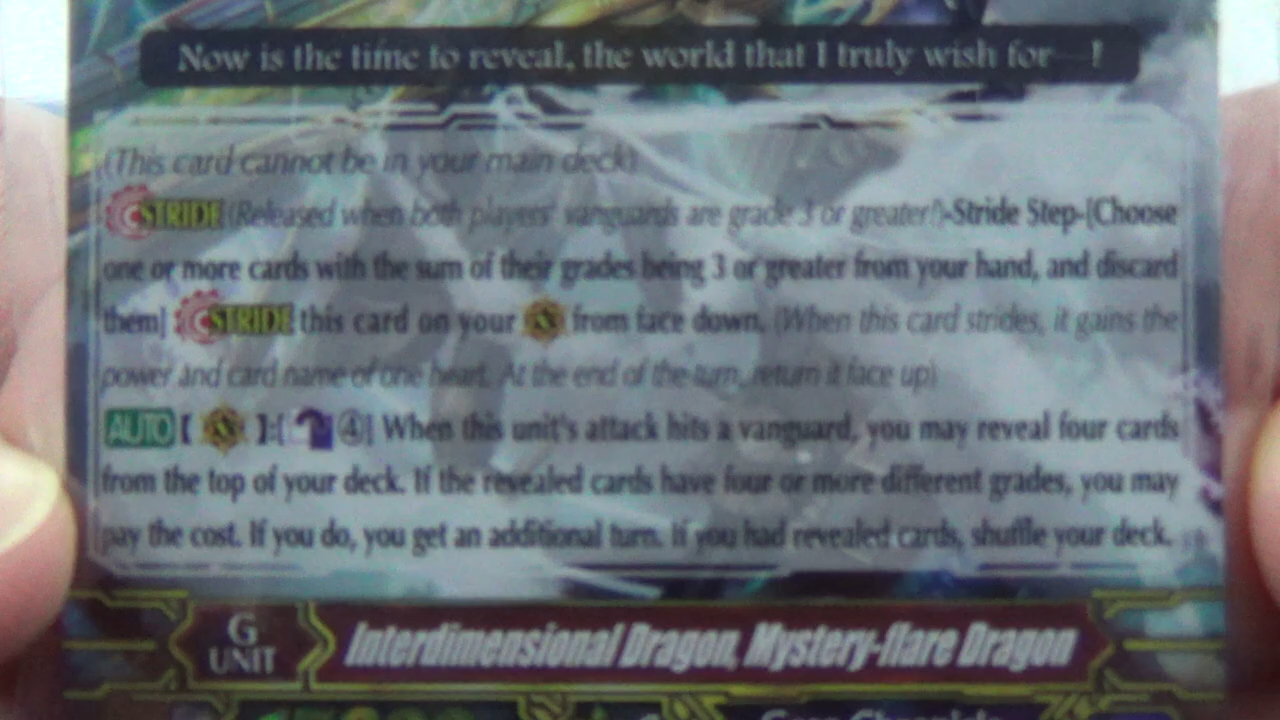 Now is the time to reveal, the world that I truly wish for—!
(This card cannot be in your main deck)
STRIDE (Released when both players' vanguards are grade 3 or greater!)-Stride Step-[Choose
one or more cards with the sum of their grades being 3 or greater from your hand, and discard
them] STRIDE this card on your from face down. (When this card strides, it gains the
power and card name of one heart. At the end of the turn, return it face up)
AUTO [ ]:[ ④] When this unit's attack hits a vanguard, you may reveal four cards
from the top of your deck. If the revealed cards have four or more different grades, you may
pay the cost. If you do, you get an additional turn. If you had revealed cards, shuffle your deck.
G
UNIT
Interdimensional Dragon, Mystery-flare Dragon
Gear Chronicle